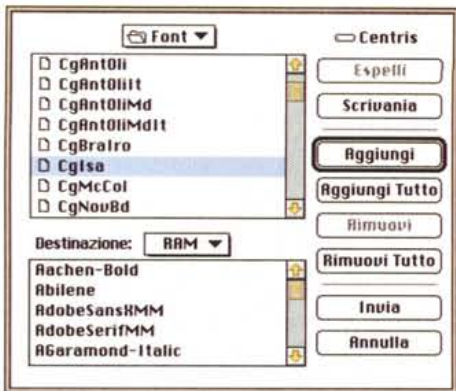 Font
CgAntOli
CgAntOliIt
CgAntOliMd
CgAntOliMdIt
CgBraIro
CgIsa
CgMcCol
CgNovBd
Destinazione: RAM
Aachen-Bold
Abilene
AdobeSansXMM
AdobeSerifMM
AGaramond-Italic
Centris
Espelli
Scrivania
Aggiungi
Aggiungi Tutto
Rimuovi
Rimuovi Tutto
Invia
Annulla